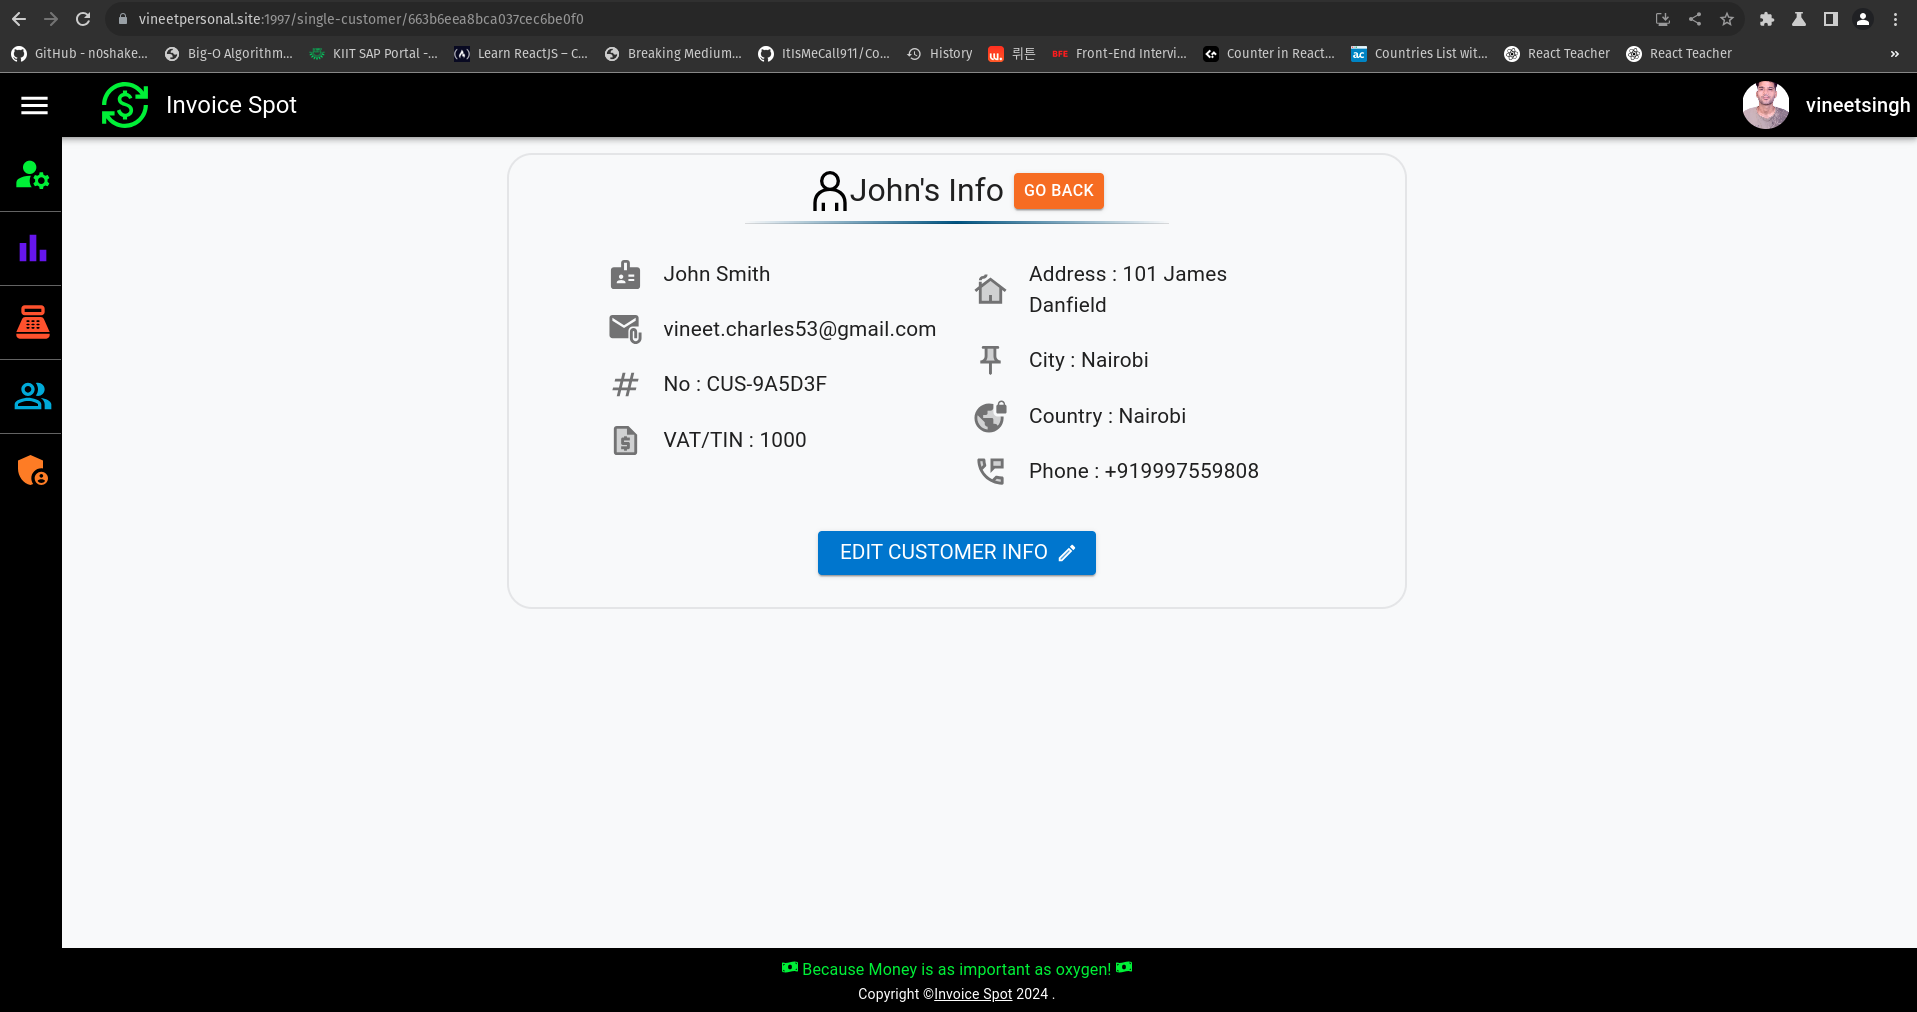 vineetpersonal.site:1997/single-customer/663b6eea8bca037cec6be0f0
GitHub - n0shake... Big-O Algorithm... KIIT SAP Portal -... Learn ReactJS – C... Breaking Medium... ItIsMeCall911/Co... History 뤼튼 BFE Front-End Intervi... Counter in React... ac Countries List wit... React Teacher React Teacher »
Invoice Spot
vineetsingh
John's Info GO BACK
John Smith
vineet.charles53@gmail.com
No : CUS-9A5D3F
VAT/TIN : 1000
Address : 101 James
Danfield
City : Nairobi
Country : Nairobi
Phone : +919997559808
EDIT CUSTOMER INFO
Because Money is as important as oxygen!
Copyright ©Invoice Spot 2024 .